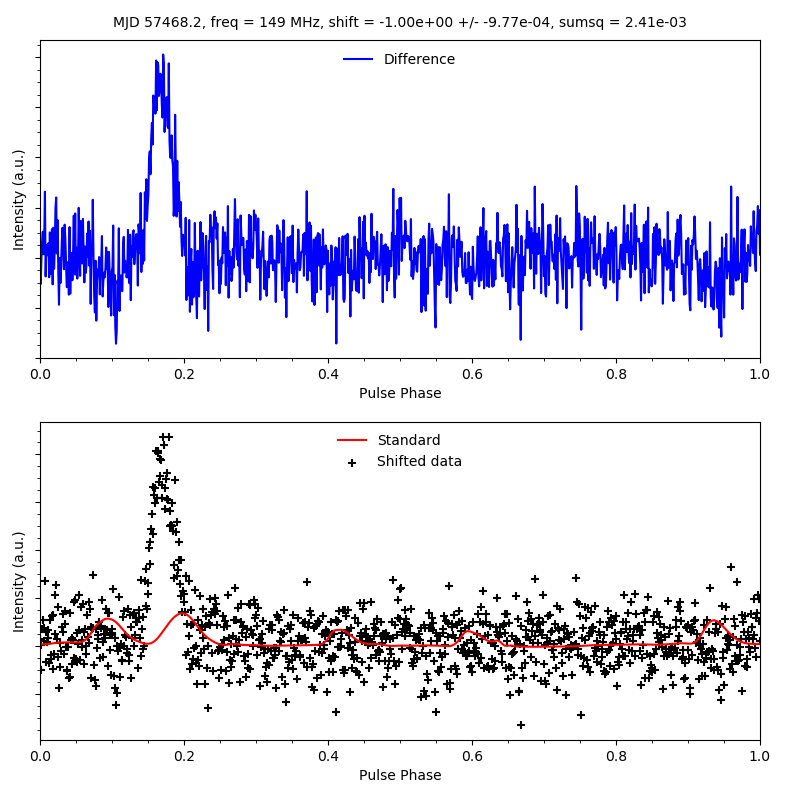 MJD 57468.2, freq = 149 MHz, shift = -1.00e+00 +/- -9.77e-04, sumsq = 2.41e-03
Difference
Intensity (a.u.)
0.0 0.2 0.4 0.6 0.8 1.0
Pulse Phase
Standard
Shifted data
Intensity (a.u.)
0.0 0.2 0.4 0.6 0.8 1.0
Pulse Phase